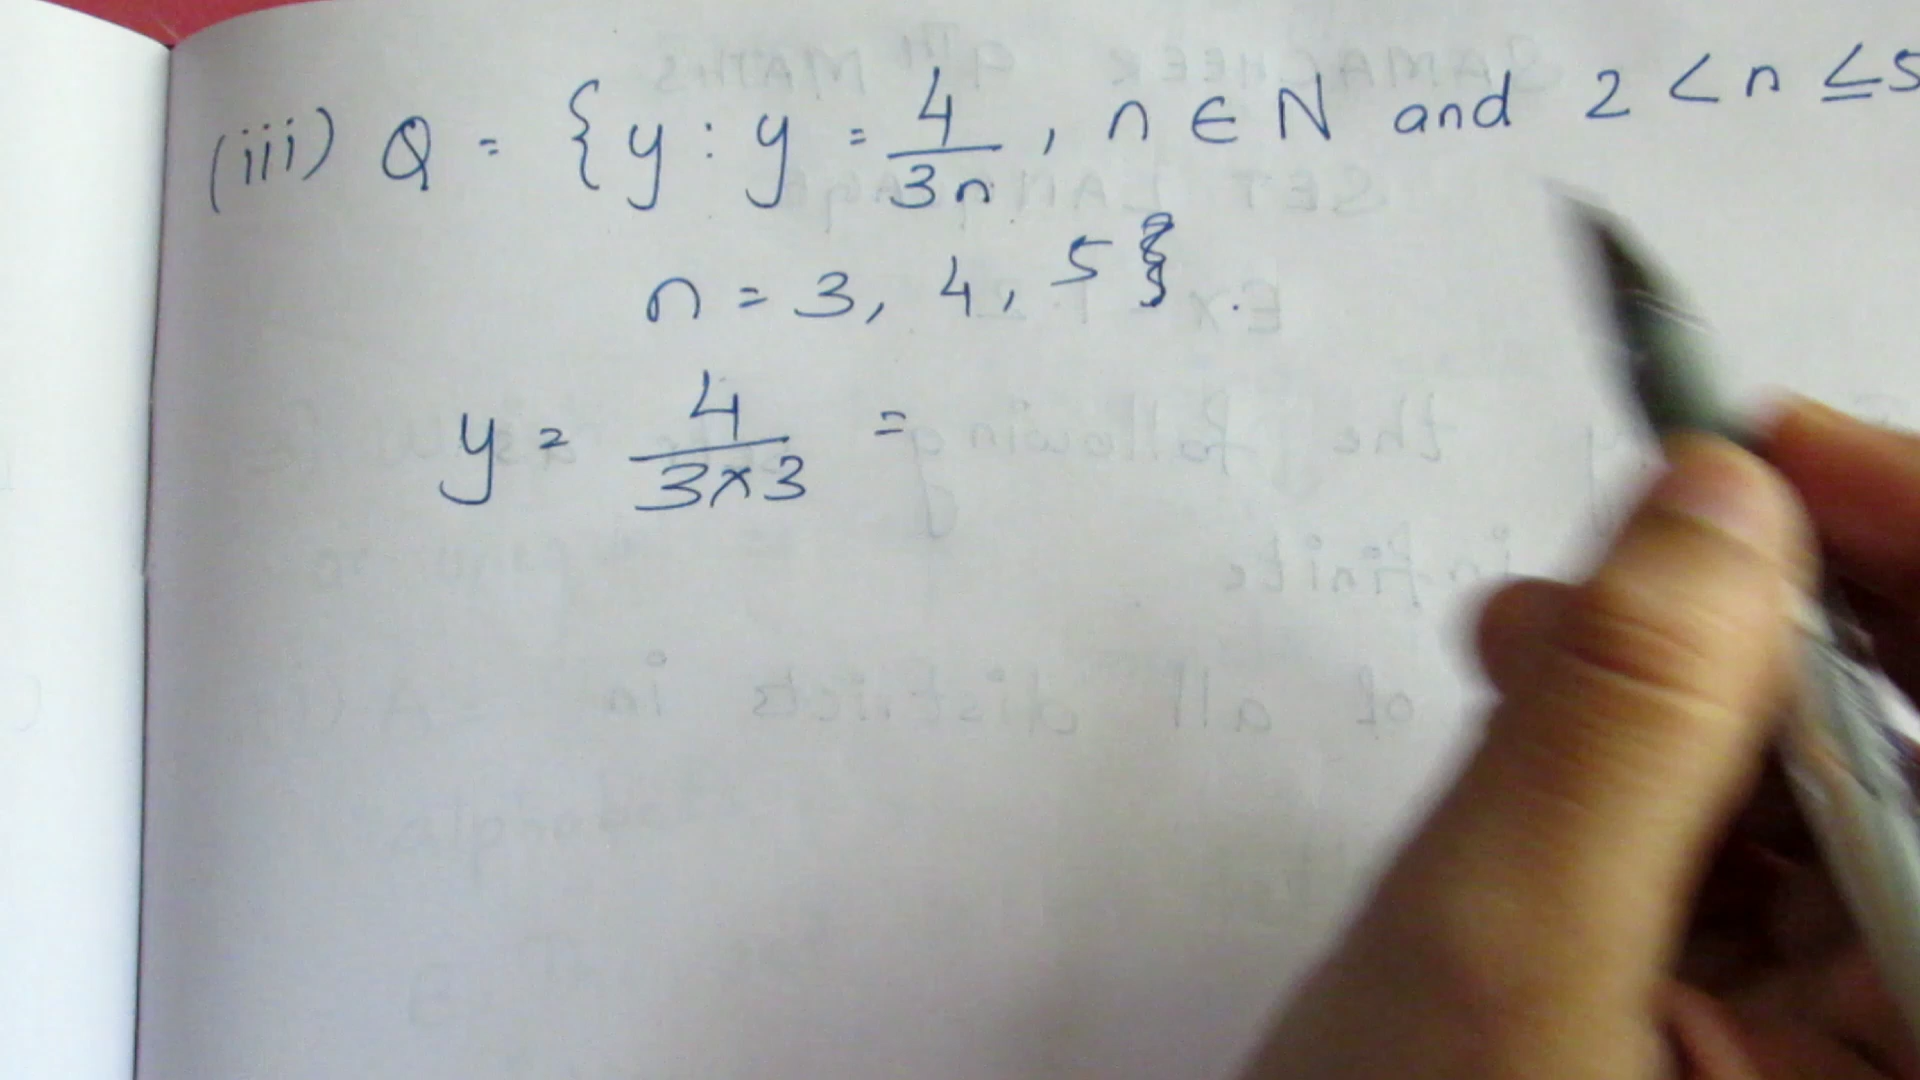 (iii) Q = {y : y = 4/3n, n ∈ N and 2 < n ≤ 5
n = 3, 4, 5}.
y = 4/3×3 =